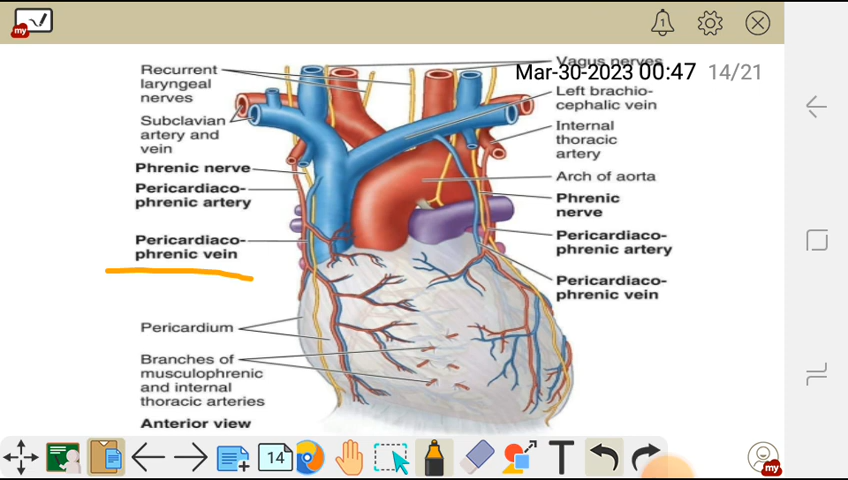 my
Mar-30-2023 00:47 14/21
Recurrent
laryngeal
nerves
Subclavian
artery and
vein
Phrenic nerve
Pericardiaco-
phrenic artery
Pericardiaco-
phrenic vein
Pericardium
Branches of
musculophrenic
and internal
thoracic arteries
Anterior view
Vagus nerves
Left brachio-
cephalic vein
Internal
thoracic
artery
Arch of aorta
Phrenic
nerve
Pericardiaco-
phrenic artery
Pericardiaco-
phrenic vein
14
T
my